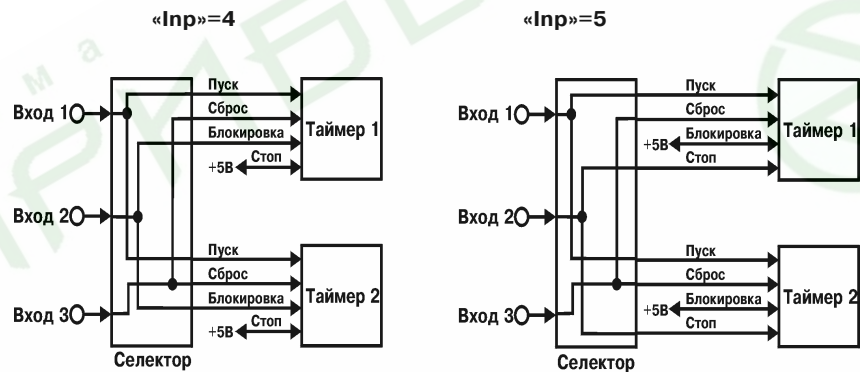 «Inp»=4
Вход 1
Вход 2
Вход 3
Пуск
Сброс
Блокировка
+5В
Стоп
Таймер 1
Пуск
Сброс
Блокировка
+5В
Стоп
Таймер 2
Селектор
«Inp»=5
Вход 1
Вход 2
Вход 3
Пуск
Сброс
+5В
Блокировка
Стоп
Таймер 1
Пуск
Сброс
+5В
Блокировка
Стоп
Таймер 2
Селектор